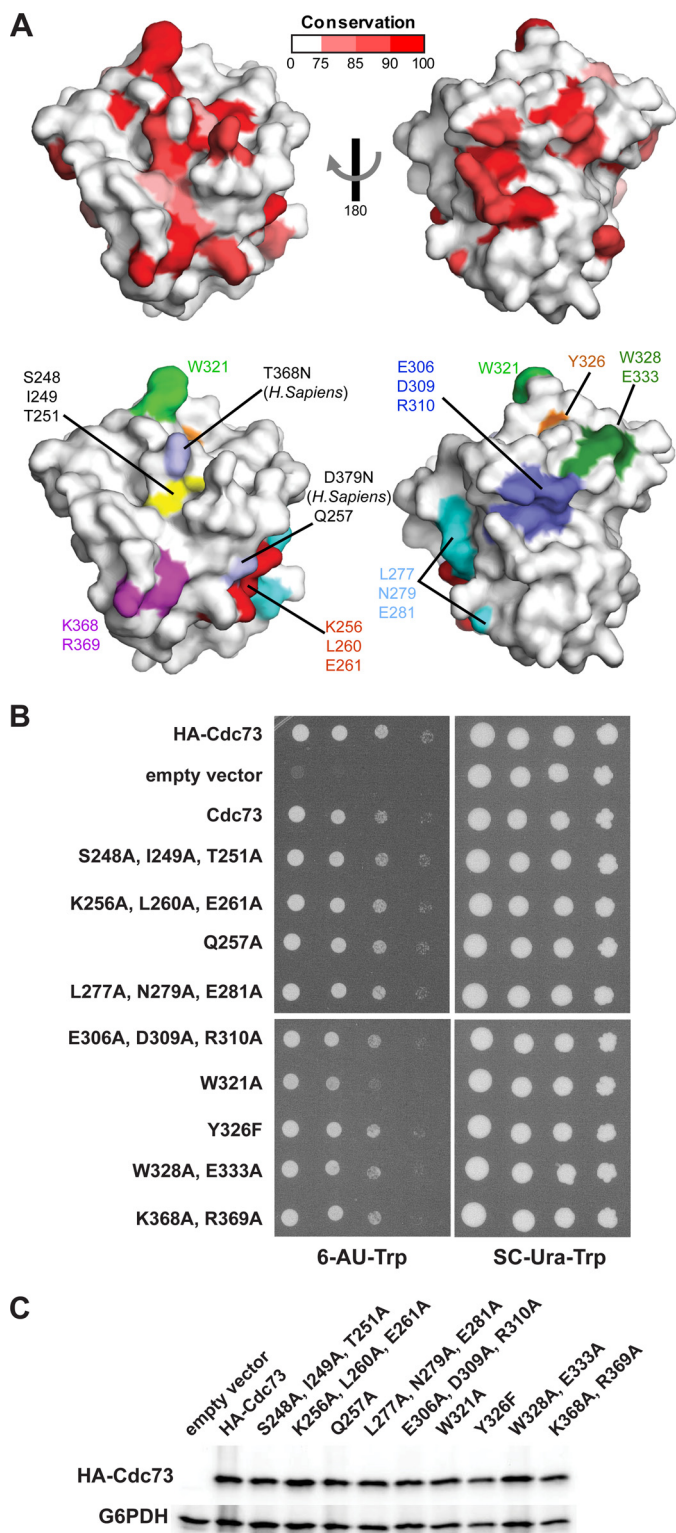 A
Conservation
0 75 85 90 100
180
S248
I249
T251
W321
T368N
(H.Sapiens)
D379N
(H.Sapiens)
Q257
K368
R369
K256
L260
E261
E306
D309
R310
W321
Y326
W328
E333
L277
N279
E281
B
HA-Cdc73
empty vector
Cdc73
S248A, I249A, T251A
K256A, L260A, E261A
Q257A
L277A, N279A, E281A
E306A, D309A, R310A
W321A
Y326F
W328A, E333A
K368A, R369A
6-AU-Trp
SC-Ura-Trp
C
empty vector
HA-Cdc73
S248A, I249A, T251A
K256A, L260A, E261A
Q257A
L277A, N279A, E281A
E306A, D309A, R310A
W321A
Y326F
W328A, E333A
K368A, R369A
HA-Cdc73
G6PDH